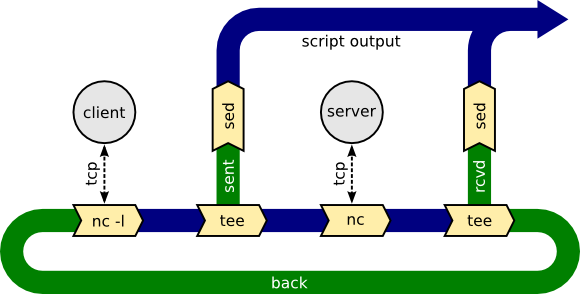 script output
client
sed
server
sed
tcp
sent
tcp
rcvd
nc -l
tee
nc
tee
back